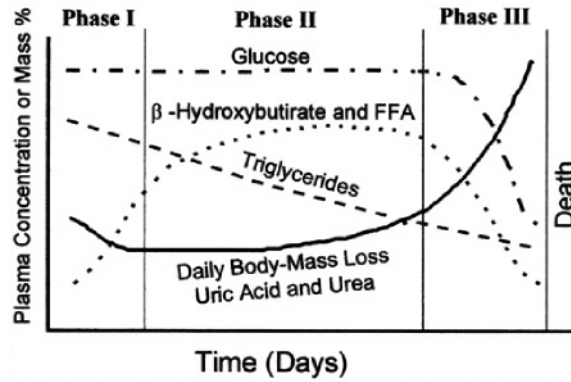 Phase I
Phase II
Phase III
Plasma Concentration or Mass %
Glucose
β -Hydroxybutirate and FFA
Triglycerides
Daily Body-Mass Loss
Uric Acid and Urea
Death
Time (Days)